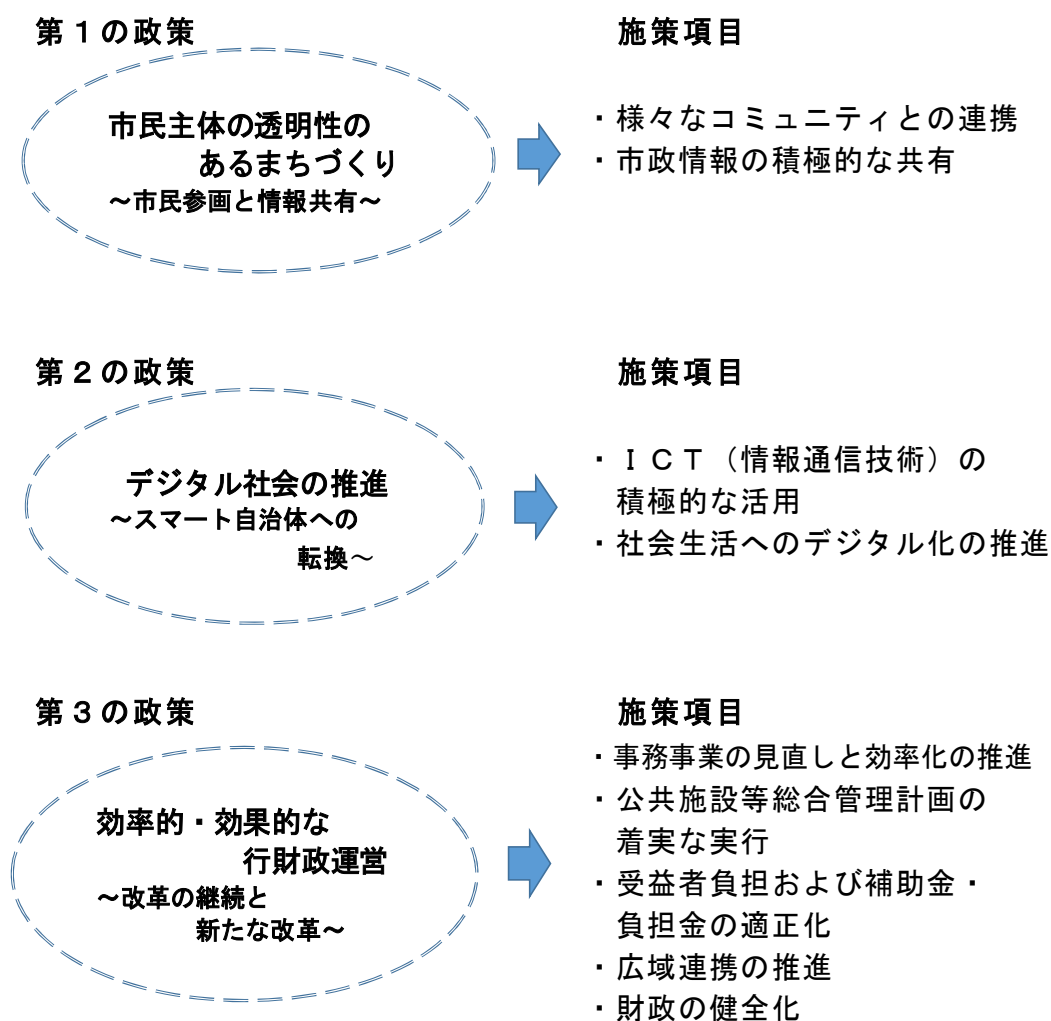 第１の政策
施策項目
市民主体の透明性の
あるまちづくり
～市民参画と情報共有～
・様々なコミュニティとの連携
・市政情報の積極的な共有
第２の政策
施策項目
デジタル社会の推進
～スマート自治体への
転換～
・ＩＣＴ（情報通信技術）の
積極的な活用
・社会生活へのデジタル化の推進
第３の政策
施策項目
効率的・効果的な
行財政運営
～改革の継続と
新たな改革～
・事務事業の見直しと効率化の推進
・公共施設等総合管理計画の
着実な実行
・受益者負担および補助金・
負担金の適正化
・広域連携の推進
・財政の健全化